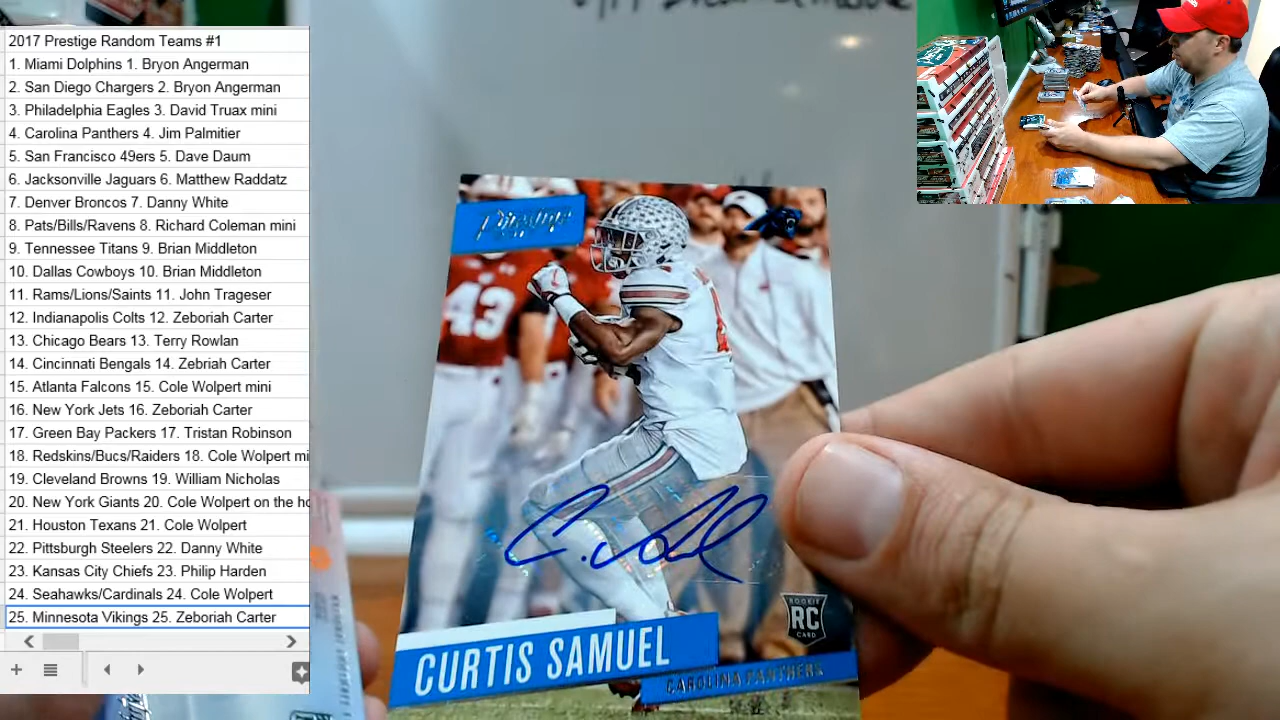 2017 Prestige Random Teams #1
1. Miami Dolphins 1. Bryon Angerman
2. San Diego Chargers 2. Bryon Angerman
3. Philadelphia Eagles 3. David Truax mini
4. Carolina Panthers 4. Jim Palmitier
5. San Francisco 49ers 5. Dave Daum
6. Jacksonville Jaguars 6. Matthew Raddatz
7. Denver Broncos 7. Danny White
8. Pats/Bills/Ravens 8. Richard Coleman mini
9. Tennessee Titans 9. Brian Middleton
10. Dallas Cowboys 10. Brian Middleton
11. Rams/Lions/Saints 11. John Trageser
12. Indianapolis Colts 12. Zeboriah Carter
13. Chicago Bears 13. Terry Rowlan
14. Cincinnati Bengals 14. Zebriah Carter
15. Atlanta Falcons 15. Cole Wolpert mini
16. New York Jets 16. Zeboriah Carter
17. Green Bay Packers 17. Tristan Robinson
18. Redskins/Bucs/Raiders 18. Cole Wolpert mi
19. Cleveland Browns 19. William Nicholas
20. New York Giants 20. Cole Wolpert on the ho
21. Houston Texans 21. Cole Wolpert
22. Pittsburgh Steelers 22. Danny White
23. Kansas City Chiefs 23. Philip Harden
24. Seahawks/Cardinals 24. Cole Wolpert
25. Minnesota Vikings 25. Zeboriah Carter
Prestige
43
ROOKIE
RC
CARD
CURTIS SAMUEL
CAROLINA PANTHERS